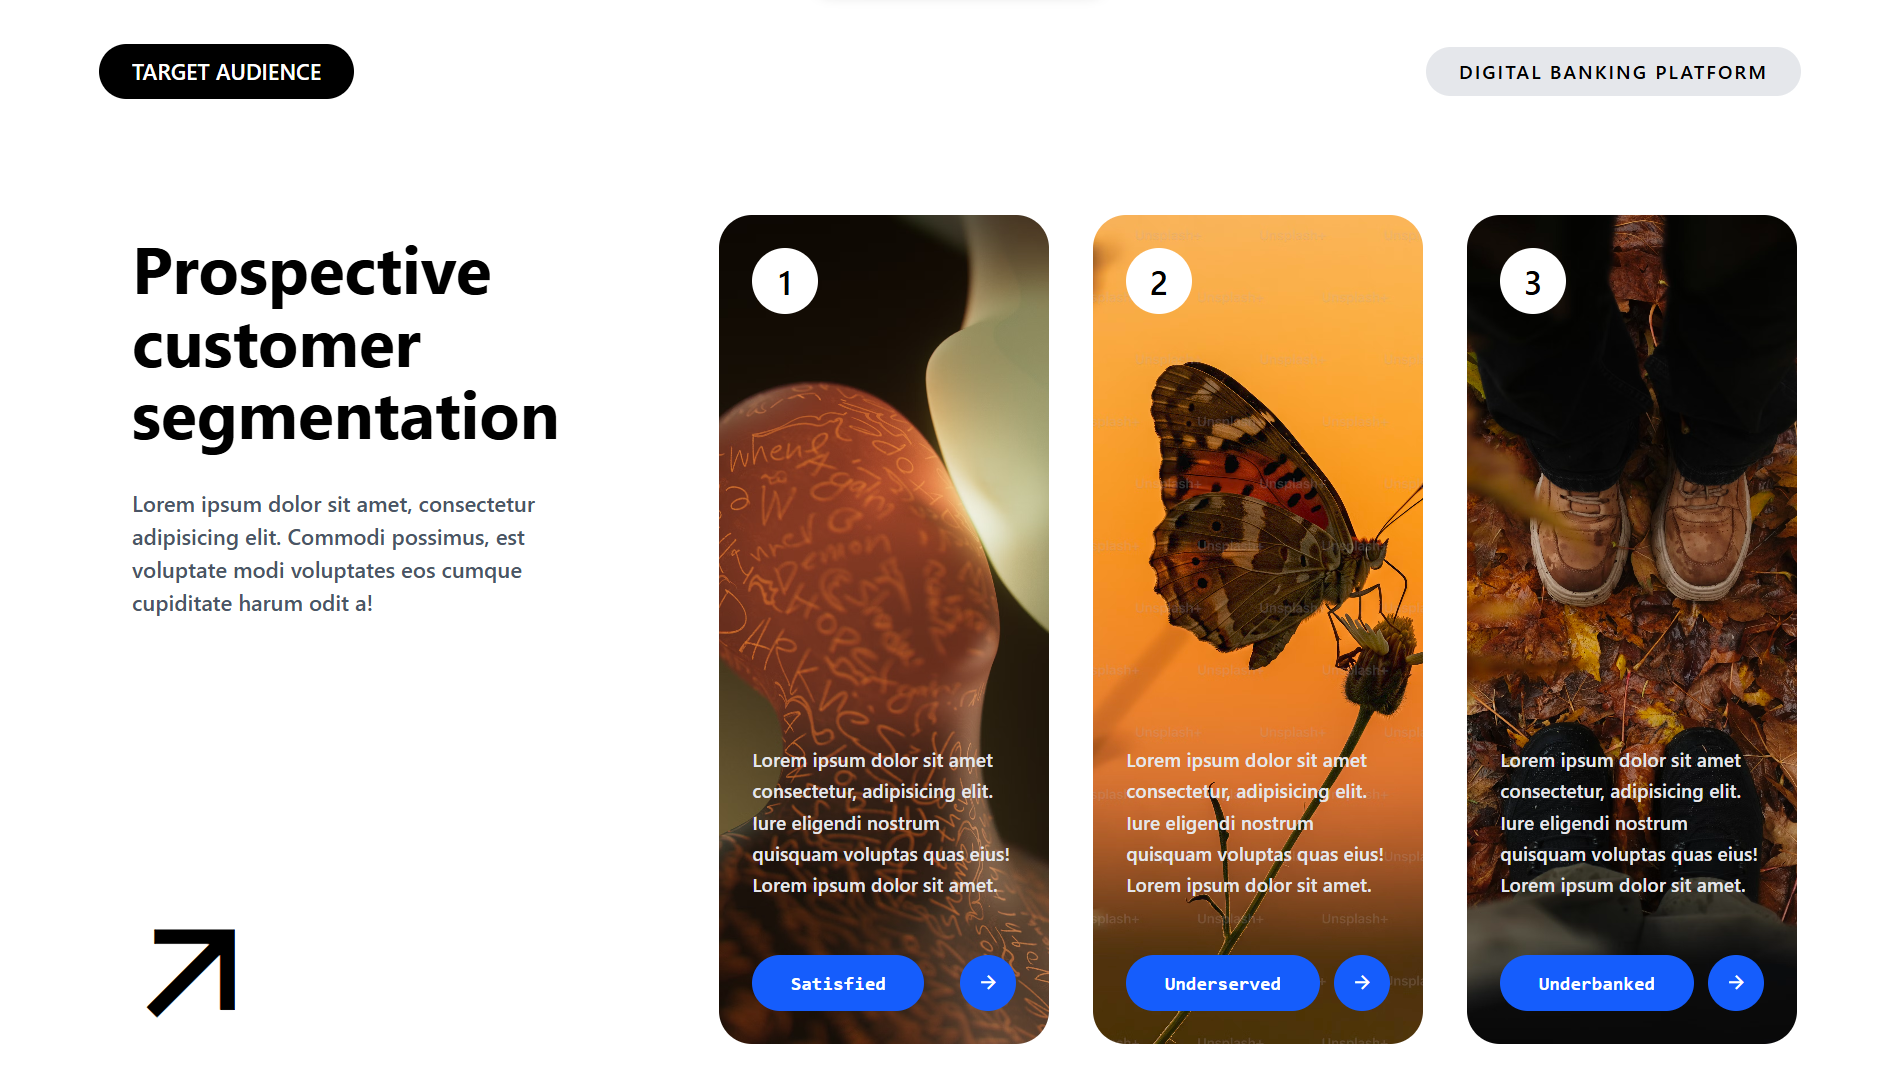 TARGET AUDIENCE
DIGITAL BANKING PLATFORM
Prospective
customer
segmentation
Lorem ipsum dolor sit amet, consectetur
adipisicing elit. Commodi possimus, est
voluptate modi voluptates eos cumque
cupiditate harum odit a!
1
when
Demon
DARK
Lorem ipsum dolor sit amet
consectetur, adipisicing elit.
Iure eligendi nostrum
quisquam voluptas quas eius!
Lorem ipsum dolor sit amet.
Satisfied
→
2
Unsplash+
Lorem ipsum dolor sit amet
consectetur, adipisicing elit.
Iure eligendi nostrum
quisquam voluptas quas eius!
Lorem ipsum dolor sit amet.
Underserved
→
3
Lorem ipsum dolor sit amet
consectetur, adipisicing elit.
Iure eligendi nostrum
quisquam voluptas quas eius!
Lorem ipsum dolor sit amet.
Underbanked
→